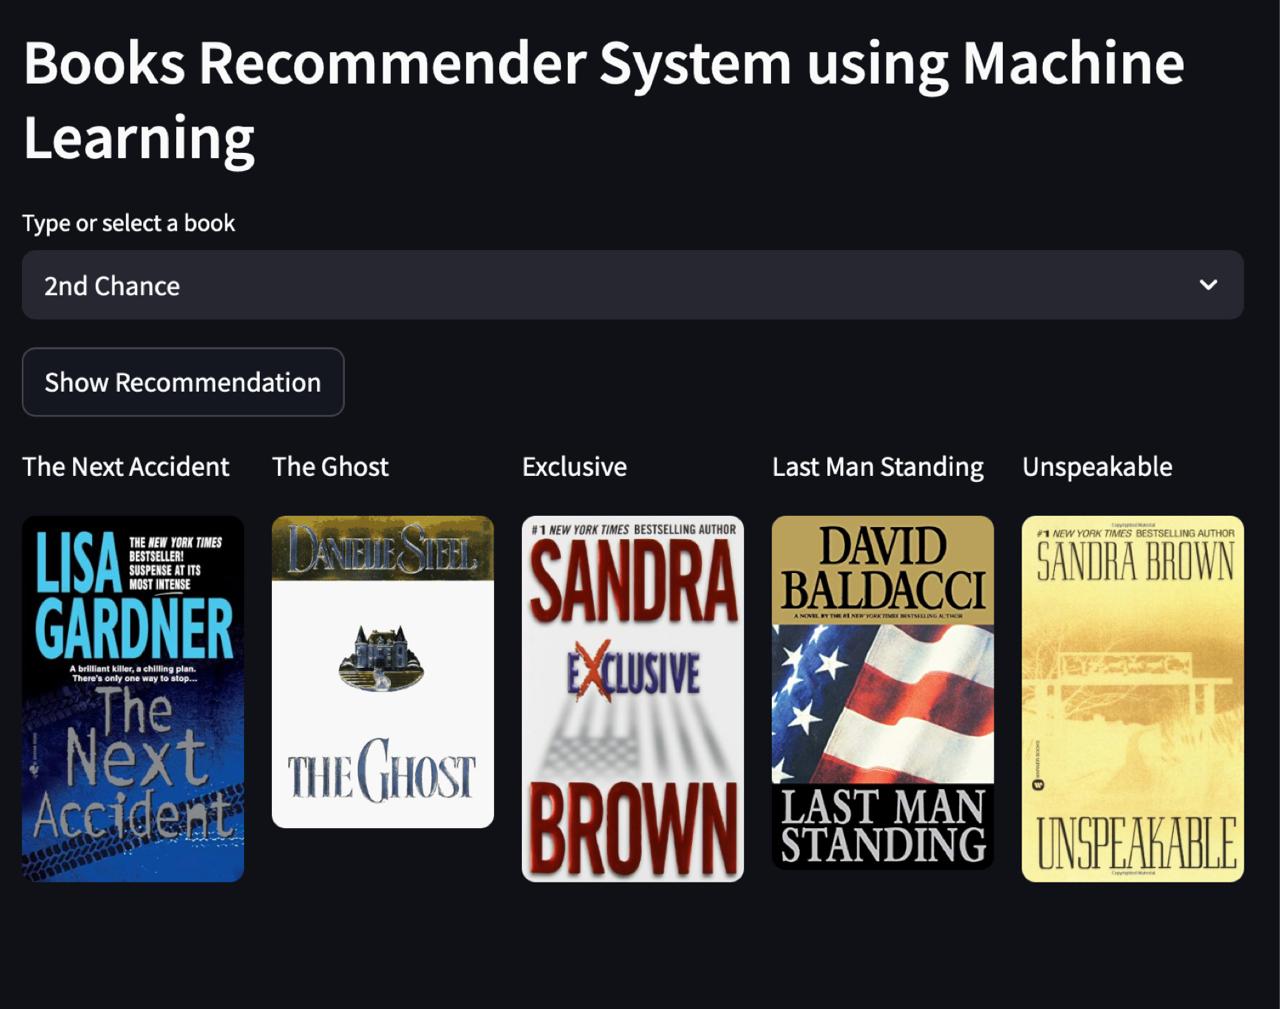 Books Recommender System using Machine
Learning
Type or select a book
2nd Chance
Show Recommendation
The Next Accident
The Ghost
Exclusive
Last Man Standing
Unspeakable
LISA
GARDNER
THE NEW YORK TIMES
BESTSELLER!
SUSPENSE AT ITS
MOST INTENSE
A brilliant killer, a chilling plan.
There's only one way to stop...
The
Next
Accident
DANIELLE STEEL
THE GHOST
#1 NEW YORK TIMES BESTSELLING AUTHOR
SANDRA
EXCLUSIVE
BROWN
DAVID
BALDACCI
A NOVEL BY THE #1 NEW YORK TIMES BESTSELLING AUTHOR
LAST MAN
STANDING
Copyrighted Material
#1 NEW YORK TIMES BESTSELLING AUTHOR
SANDRA BROWN
UNSPEAKABLE
Copyrighted Material